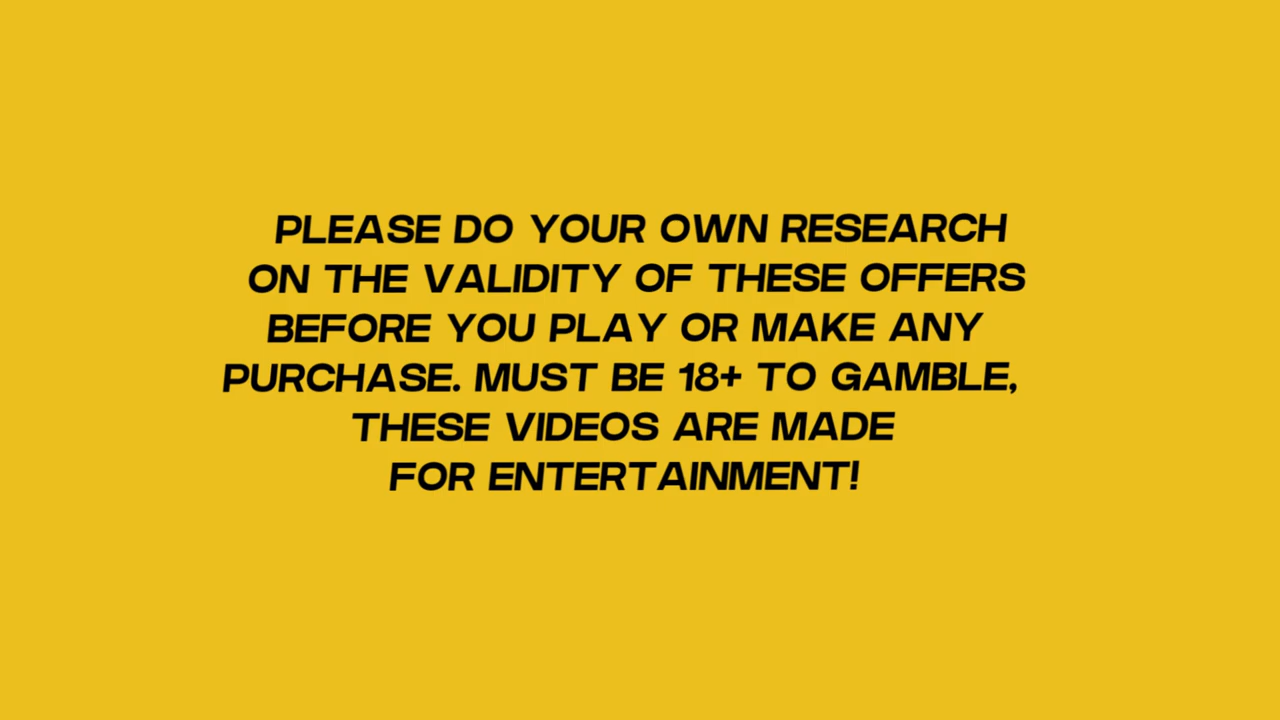 PLEASE DO YOUR OWN RESEARCH
ON THE VALIDITY OF THESE OFFERS
BEFORE YOU PLAY OR MAKE ANY
PURCHASE. MUST BE 18+ TO GAMBLE,
THESE VIDEOS ARE MADE
FOR ENTERTAINMENT!